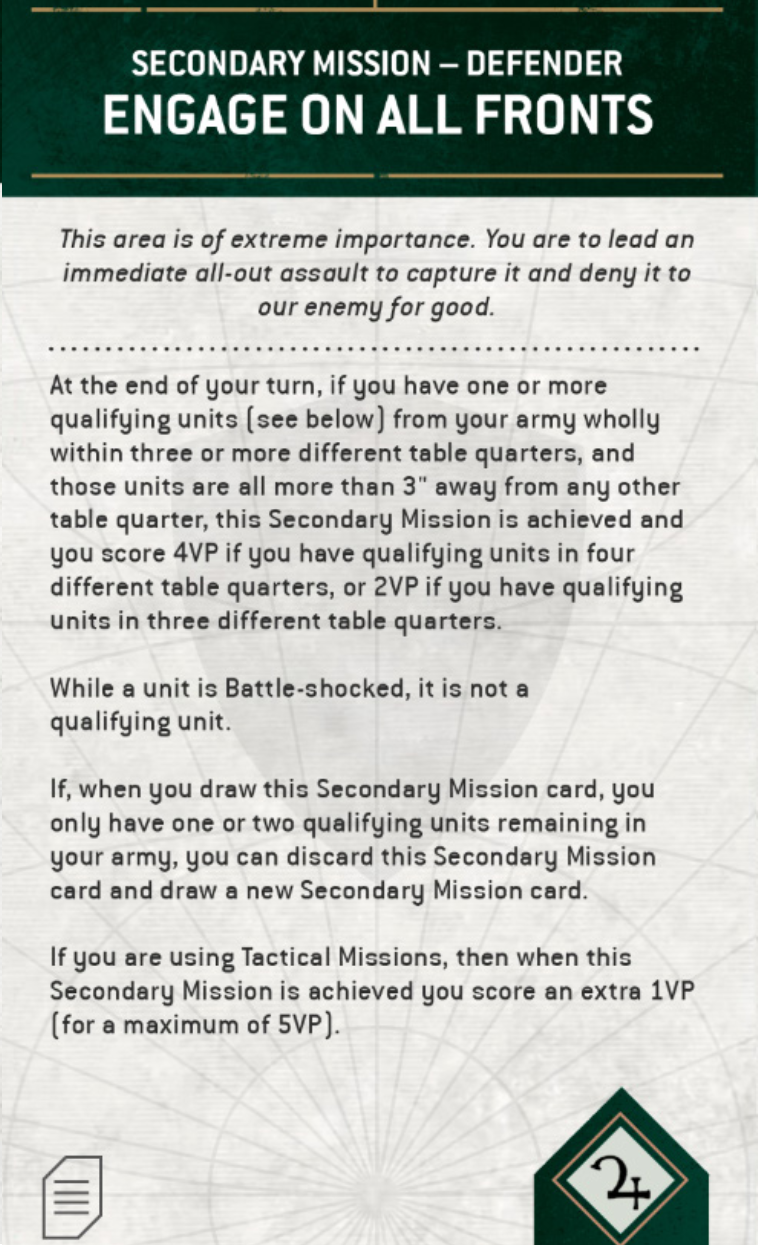 SECONDARY MISSION – DEFENDER
ENGAGE ON ALL FRONTS
This area is of extreme importance. You are to lead an
immediate all-out assault to capture it and deny it to
our enemy for good.
At the end of your turn, if you have one or more
qualifying units (see below) from your army wholly
within three or more different table quarters, and
those units are all more than 3" away from any other
table quarter, this Secondary Mission is achieved and
you score 4VP if you have qualifying units in four
different table quarters, or 2VP if you have qualifying
units in three different table quarters.
While a unit is Battle-shocked, it is not a
qualifying unit.
If, when you draw this Secondary Mission card, you
only have one or two qualifying units remaining in
your army, you can discard this Secondary Mission
card and draw a new Secondary Mission card.
If you are using Tactical Missions, then when this
Secondary Mission is achieved you score an extra 1VP
(for a maximum of 5VP).